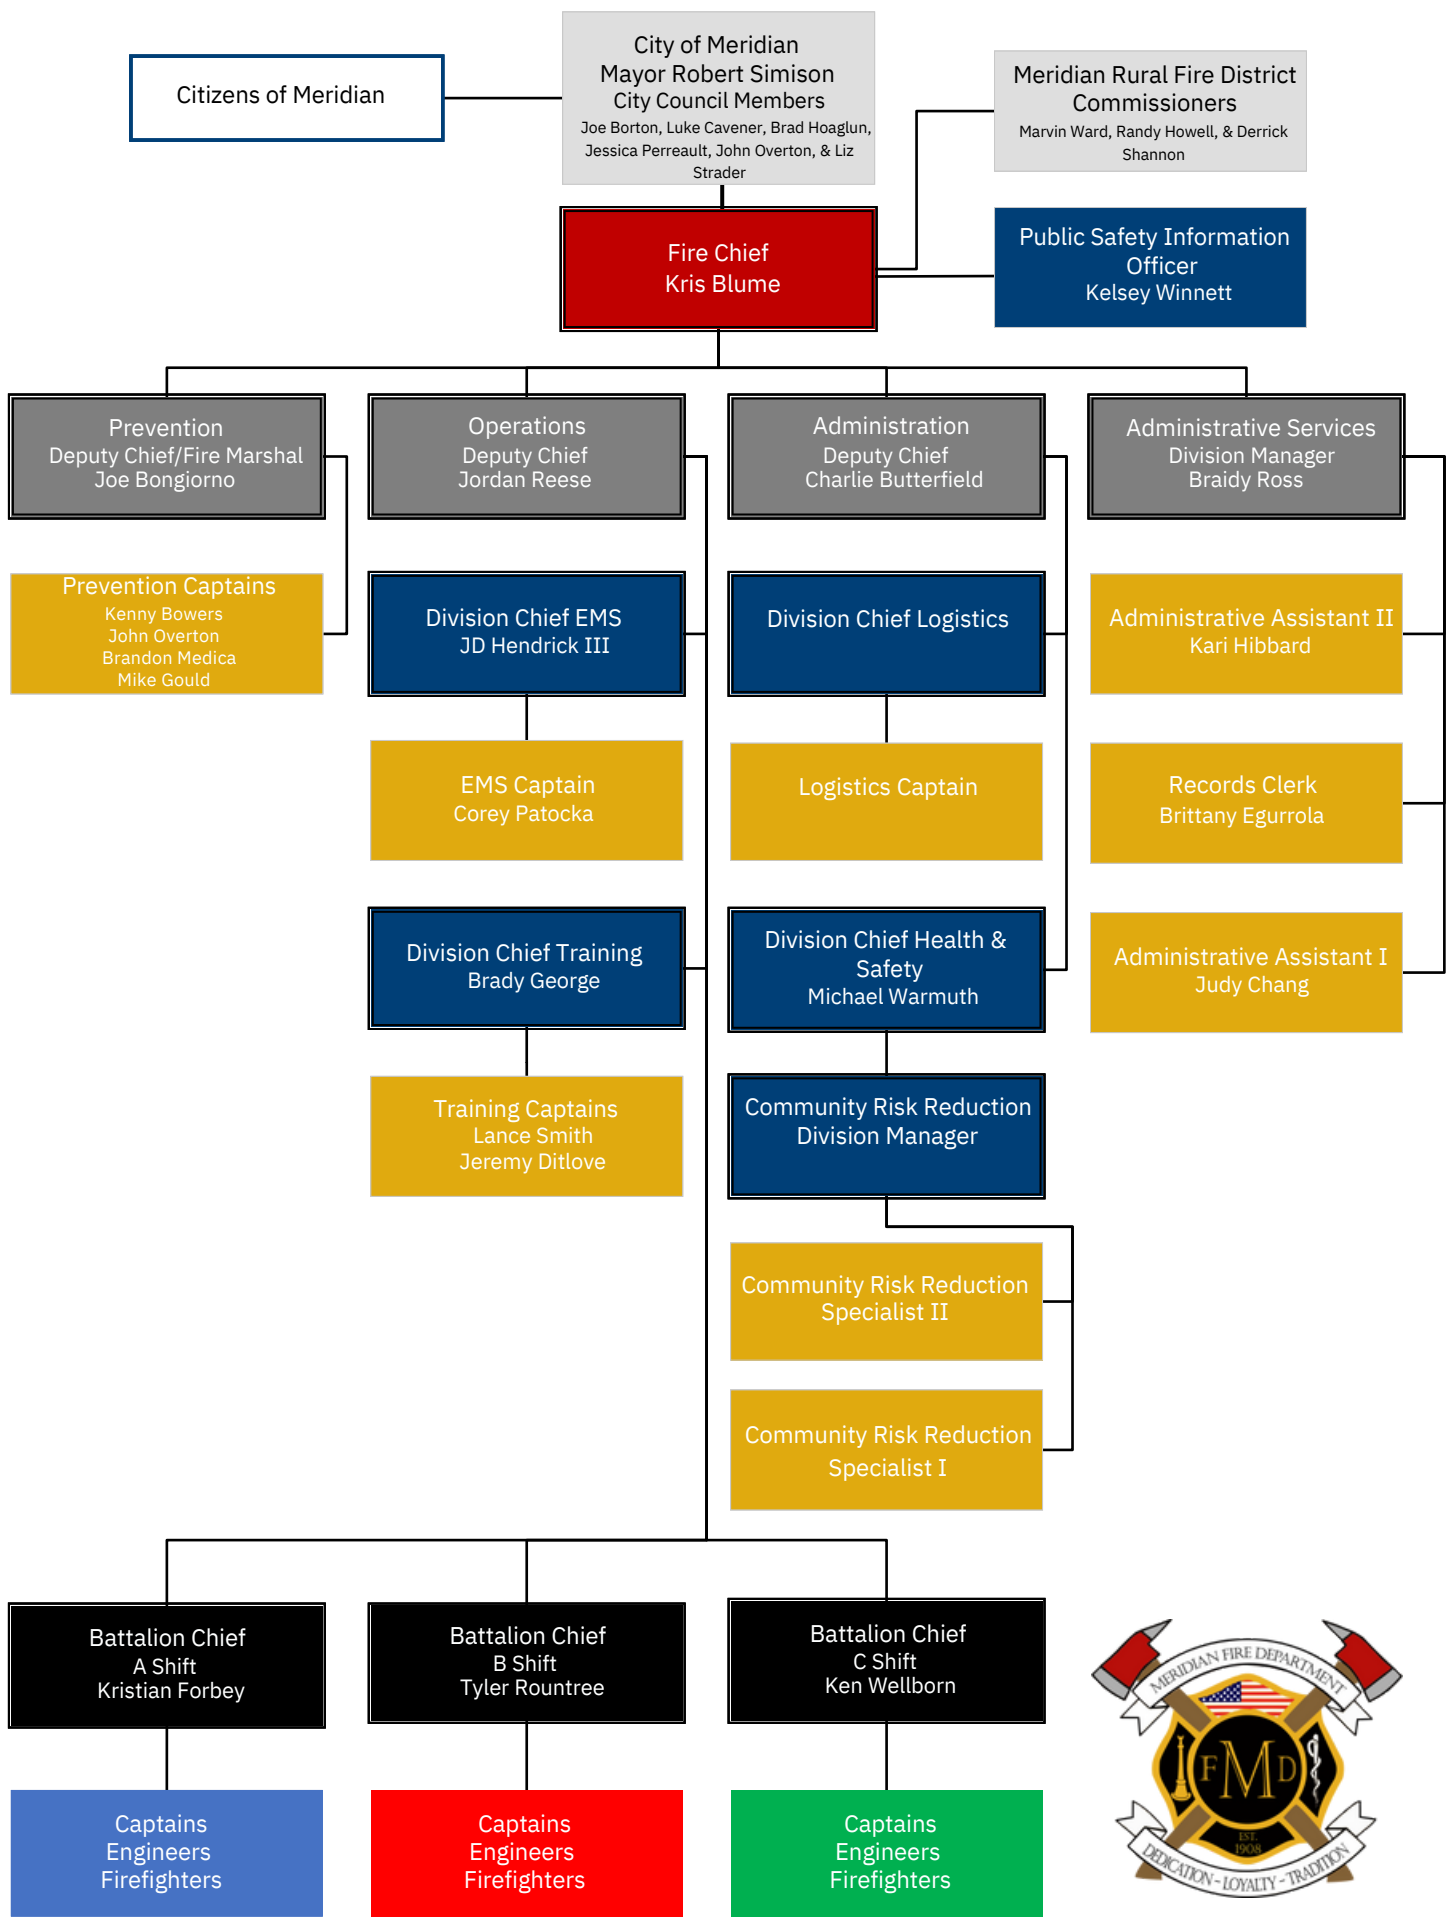 Citizens of Meridian
City of Meridian
Mayor Robert Simison
City Council Members
Joe Borton, Luke Cavener, Brad Hoaglun,
Jessica Perreault, John Overton, & Liz
Strader
Meridian Rural Fire District
Commissioners
Marvin Ward, Randy Howell, & Derrick
Shannon
Fire Chief
Kris Blume
Public Safety Information
Officer
Kelsey Winnett
Prevention
Deputy Chief/Fire Marshal
Joe Bongiorno
Operations
Deputy Chief
Jordan Reese
Administration
Deputy Chief
Charlie Butterfield
Administrative Services
Division Manager
Braidy Ross
Prevention Captains
Kenny Bowers
John Overton
Brandon Medica
Mike Gould
Division Chief EMS
JD Hendrick III
Division Chief Logistics
Administrative Assistant II
Kari Hibbard
EMS Captain
Corey Patocka
Logistics Captain
Records Clerk
Brittany Egurrola
Division Chief Training
Brady George
Division Chief Health &
Safety
Michael Warmuth
Administrative Assistant I
Judy Chang
Training Captains
Lance Smith
Jeremy Ditlove
Community Risk Reduction
Division Manager
Community Risk Reduction
Specialist II
Community Risk Reduction
Specialist I
Battalion Chief
A Shift
Kristian Forbey
Battalion Chief
B Shift
Tyler Rountree
Battalion Chief
C Shift
Ken Wellborn
Captains
Engineers
Firefighters
Captains
Engineers
Firefighters
Captains
Engineers
Firefighters
MERIDIAN FIRE DEPARTMENT
F M D
EST.
1908
DEDICATION - LOYALTY - TRADITION